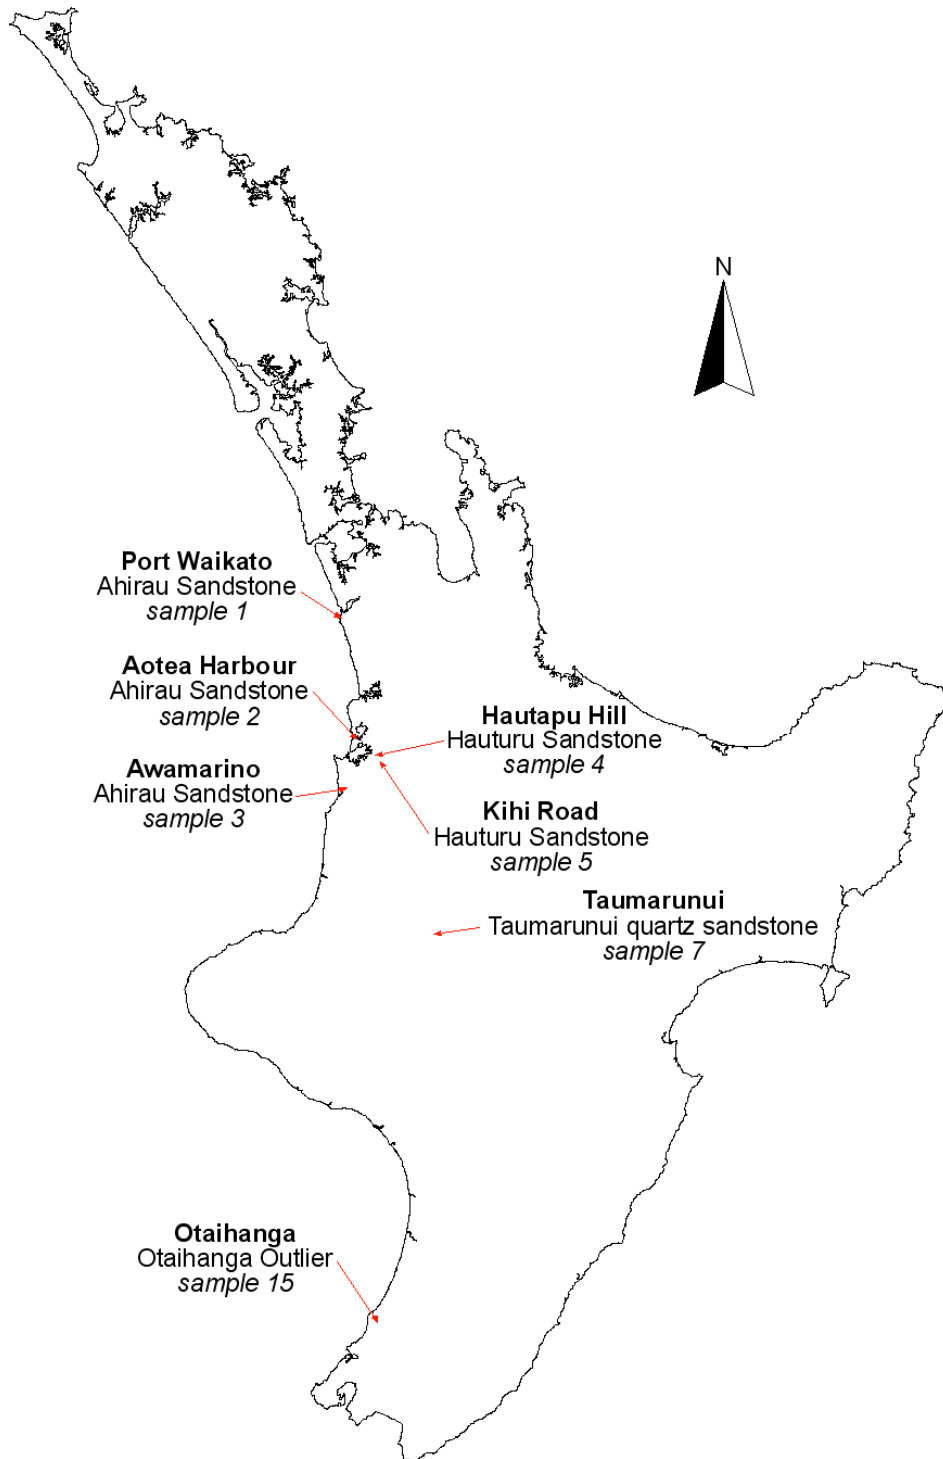 N
Port Waikato
Ahirau Sandstone
sample 1
Aotea Harbour
Ahirau Sandstone
sample 2
Hautapu Hill
Hauturu Sandstone
sample 4
Awamarino
Ahirau Sandstone
sample 3
Kihi Road
Hauturu Sandstone
sample 5
Taumarunui
Taumarunui quartz sandstone
sample 7
Otaihanga
Otaihanga Outlier
sample 15